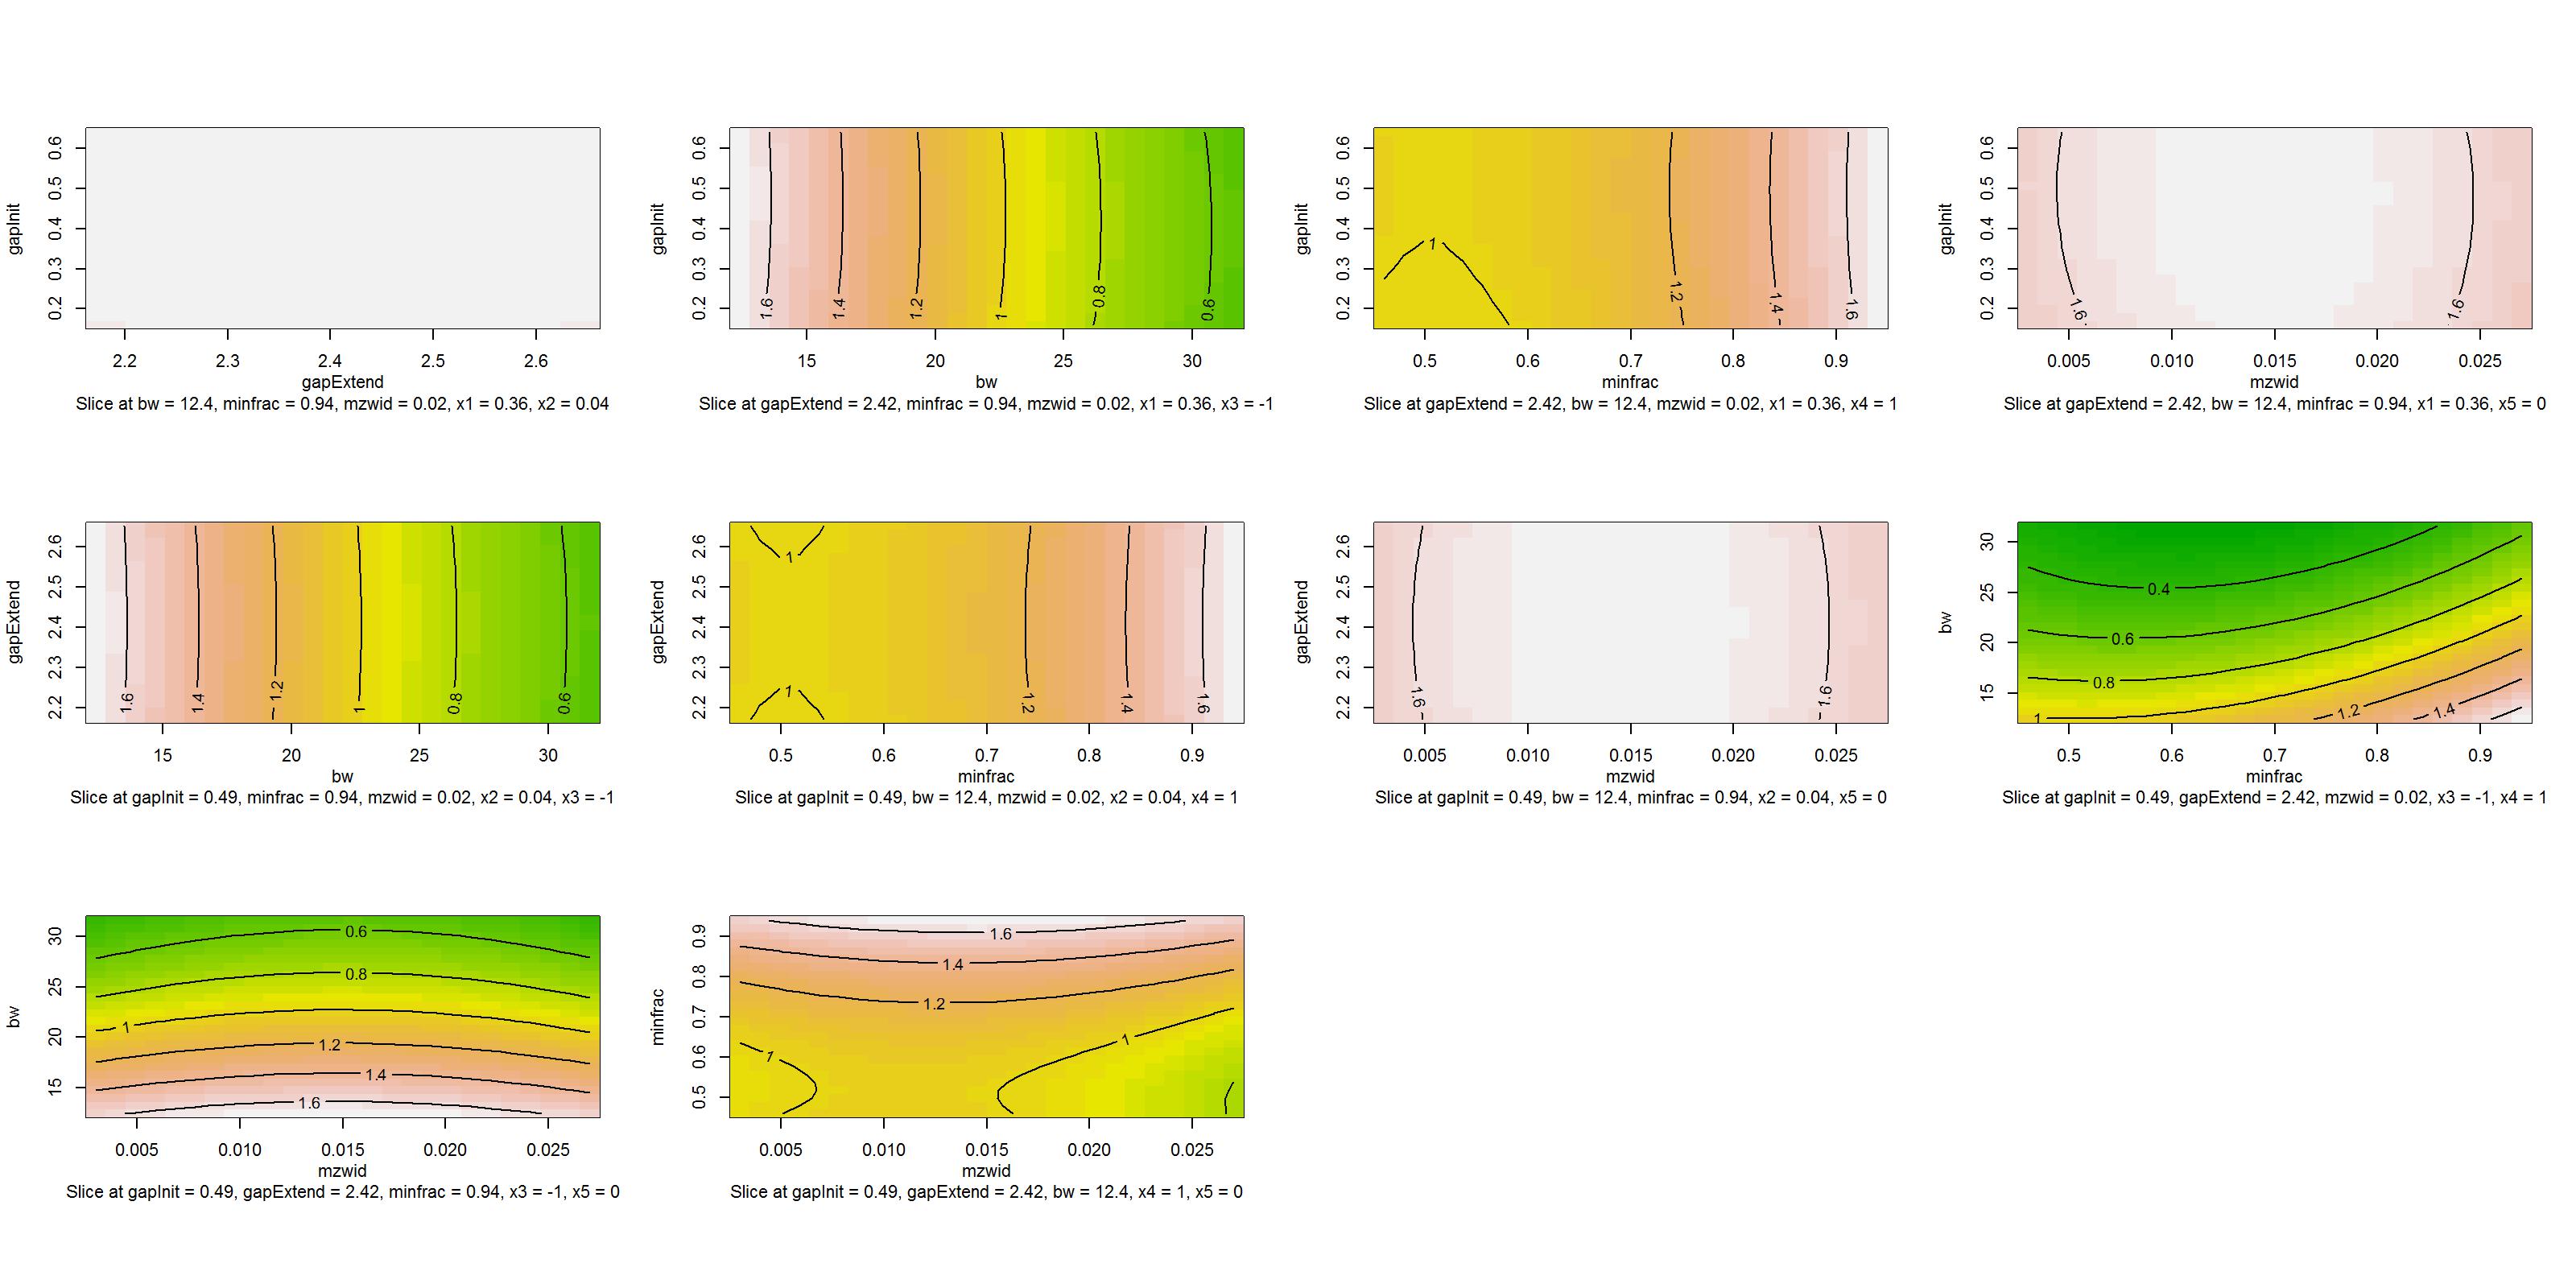 gapInit
0.2 0.3 0.4 0.5 0.6
2.2 2.3 2.4 2.5 2.6
gapExtend
Slice at bw = 12.4, minfrac = 0.94, mzwid = 0.02, x1 = 0.36, x2 = 0.04
gapInit
0.2 0.3 0.4 0.5 0.6
1.6 1.4 1.2 1 0.8 0.6
15 20 25 30
bw
Slice at gapExtend = 2.42, minfrac = 0.94, mzwid = 0.02, x1 = 0.36, x3 = -1
gapInit
0.2 0.3 0.4 0.5 0.6
1 1.2 1.4 1.6
0.5 0.6 0.7 0.8 0.9
minfrac
Slice at gapExtend = 2.42, bw = 12.4, mzwid = 0.02, x1 = 0.36, x4 = 1
gapInit
0.2 0.3 0.4 0.5 0.6
1.6 1.6
0.005 0.010 0.015 0.020 0.025
mzwid
Slice at gapExtend = 2.42, bw = 12.4, minfrac = 0.94, x1 = 0.36, x5 = 0
gapExtend
2.2 2.3 2.4 2.5 2.6
1.6 1.4 1.2 1 0.8 0.6
15 20 25 30
bw
Slice at gapInit = 0.49, minfrac = 0.94, mzwid = 0.02, x2 = 0.04, x3 = -1
gapExtend
2.2 2.3 2.4 2.5 2.6
1 1 1.2 1.4 1.6
0.5 0.6 0.7 0.8 0.9
minfrac
Slice at gapInit = 0.49, bw = 12.4, mzwid = 0.02, x2 = 0.04, x4 = 1
gapExtend
2.2 2.3 2.4 2.5 2.6
1.6 1.6
0.005 0.010 0.015 0.020 0.025
mzwid
Slice at gapInit = 0.49, bw = 12.4, minfrac = 0.94, x2 = 0.04, x5 = 0
bw
15 20 25 30
0.4
0.6
0.8
1 1.2 1.4
0.5 0.6 0.7 0.8 0.9
minfrac
Slice at gapInit = 0.49, gapExtend = 2.42, mzwid = 0.02, x3 = -1, x4 = 1
bw
15 20 25 30
0.6
0.8
1
1.2
1.4
1.6
0.005 0.010 0.015 0.020 0.025
mzwid
Slice at gapInit = 0.49, gapExtend = 2.42, minfrac = 0.94, x3 = -1, x5 = 0
minfrac
0.5 0.6 0.7 0.8 0.9
1.6
1.4
1.2
1 1
0.005 0.010 0.015 0.020 0.025
mzwid
Slice at gapInit = 0.49, gapExtend = 2.42, bw = 12.4, x4 = 1, x5 = 0